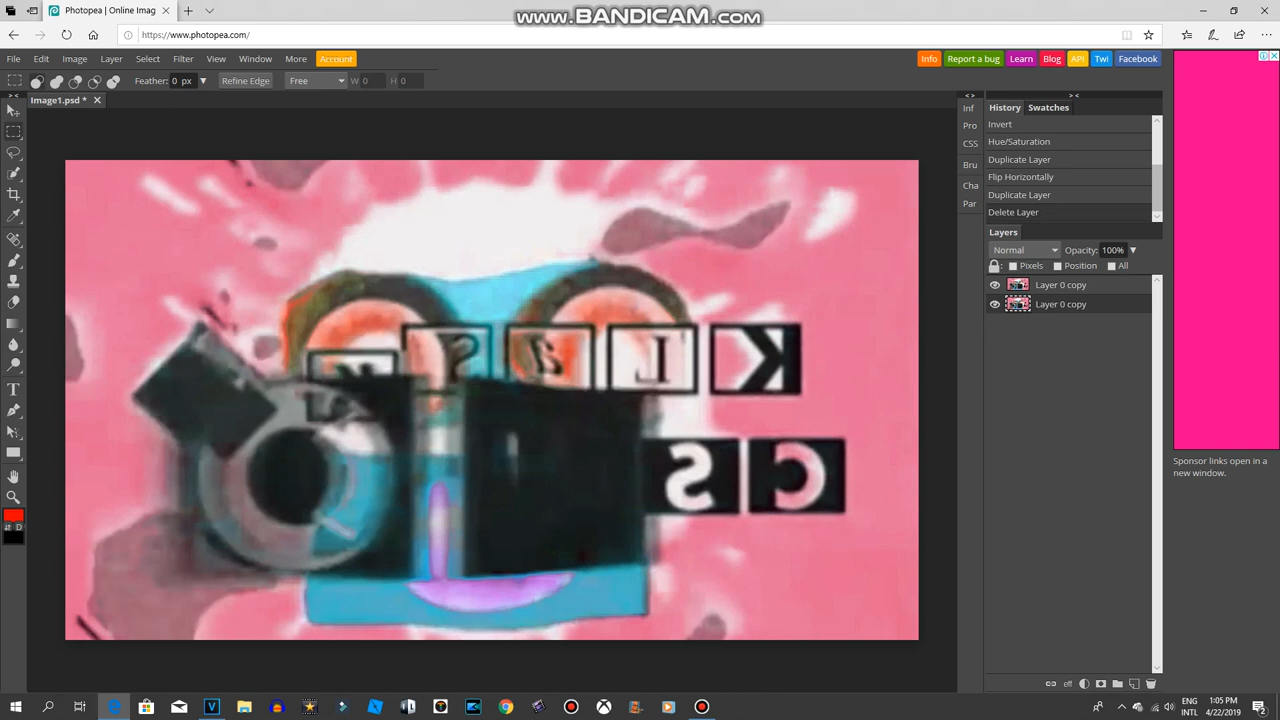 www.BANDICAM.com
Photopea | Online Imag
https://www.photopea.com/
File Edit Image Layer Select Filter View Window More Account
Info Report a bug Learn Blog API Twi Facebook
Feather: 0 px Refine Edge Free W 0 H 0
Image1.psd *
> <
< >
> <
Inf
Pro
CSS
Bru
Cha
Par
History Swatches
Invert
Hue/Saturation
Duplicate Layer
Flip Horizontally
Duplicate Layer
Delete Layer
Layers
Normal Opacity: 100%
Pixels Position All
Layer 0 copy
Layer 0 copy
eff
K L A S K
C S
D
Sponsor links open in a new window.
ENG
INTL
1:05 PM
4/22/2019
2